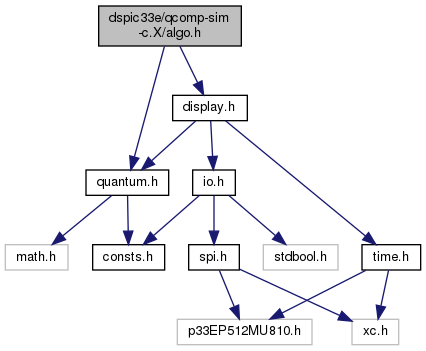 dspic33e/qcomp-sim
-c.X/algo.h
display.h
quantum.h
io.h
math.h
consts.h
spi.h
stdbool.h
time.h
p33EP512MU810.h
xc.h